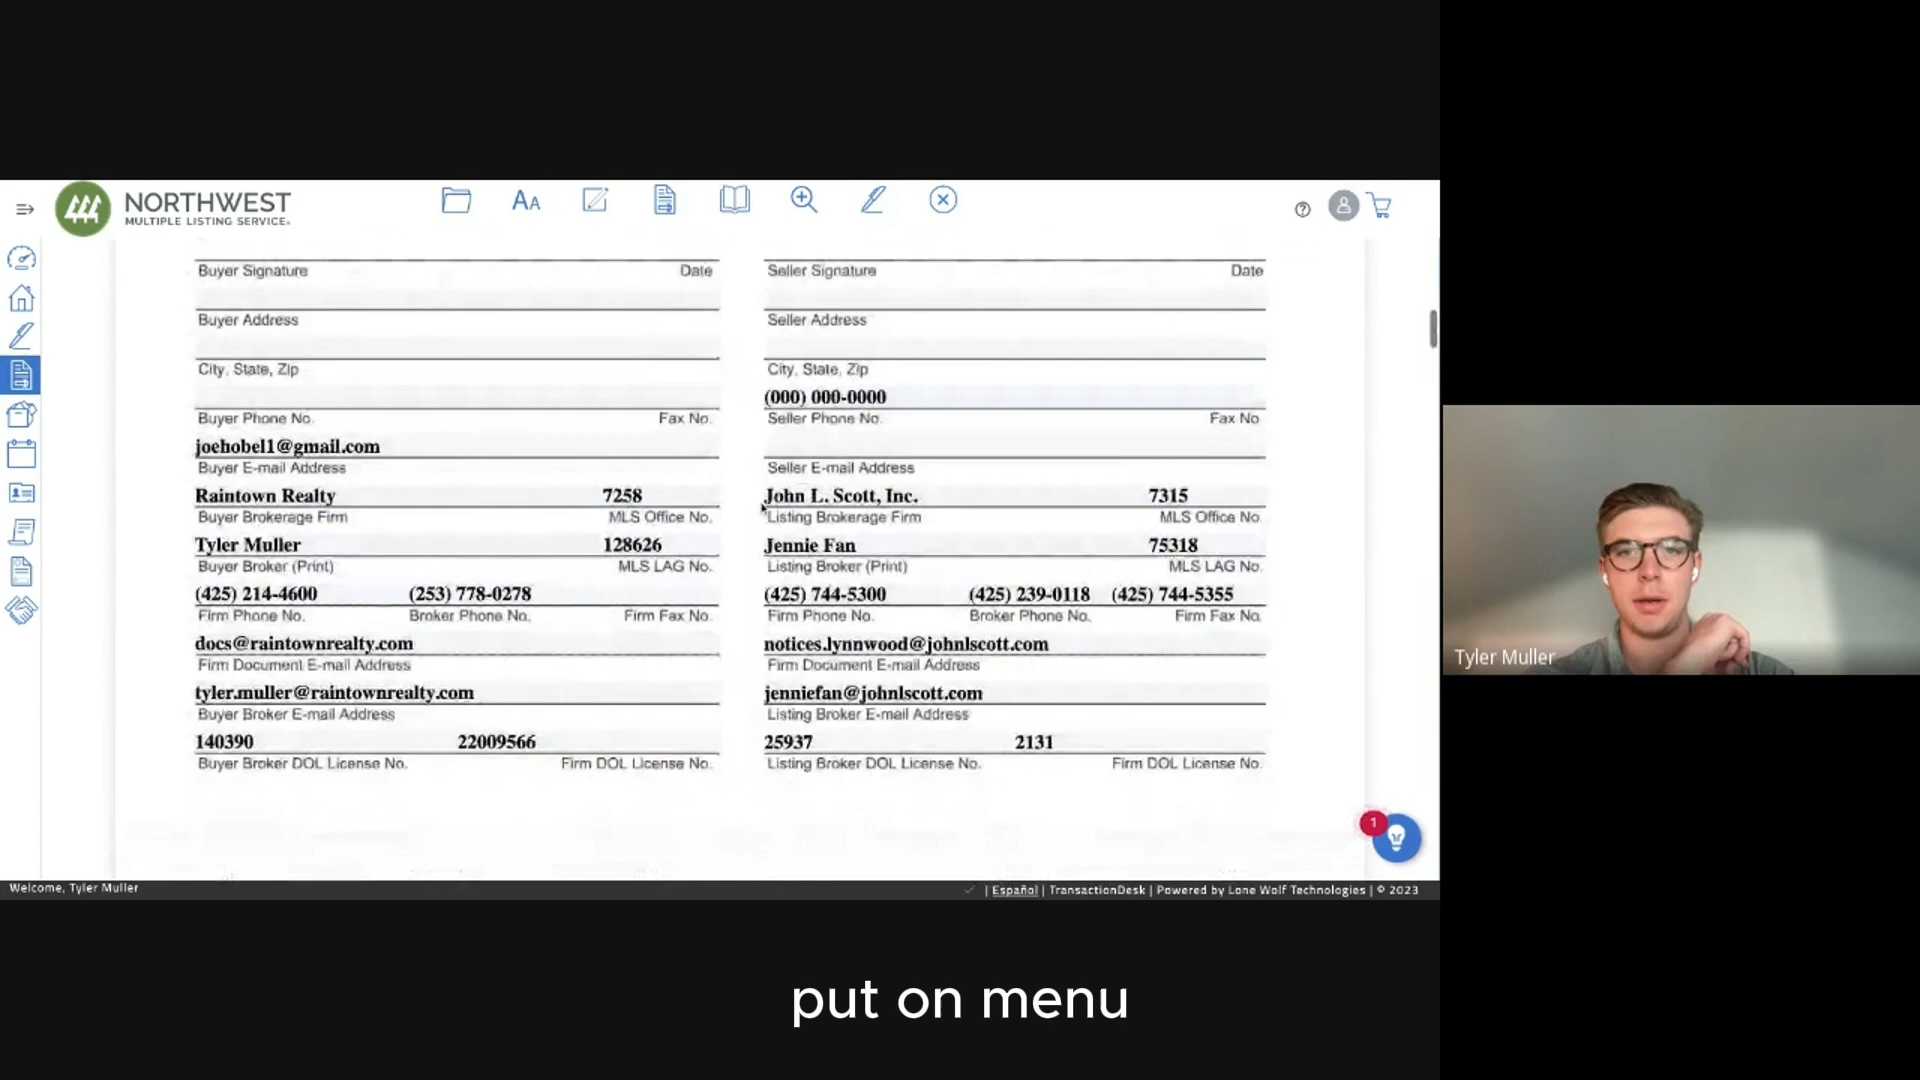 NORTHWEST
MULTIPLE LISTING SERVICE®
AA
Buyer Signature Date
Seller Signature Date
Buyer Address
Seller Address
City, State, Zip
City, State, Zip
(000) 000-0000
Buyer Phone No. Fax No.
Seller Phone No. Fax No
joehobel1@gmail.com
Buyer E-mail Address
Seller E-mail Address
Raintown Realty 7258
John L. Scott, Inc. 7315
Buyer Brokerage Firm MLS Office No.
Listing Brokerage Firm MLS Office No.
Tyler Muller 128626
Jennie Fan 75318
Buyer Broker (Print) MLS LAG No.
Listing Broker (Print) MLS LAG No.
(425) 214-4600 (253) 778-0278
(425) 744-5300 (425) 239-0118 (425) 744-5355
Firm Phone No. Broker Phone No. Firm Fax No.
Firm Phone No. Broker Phone No. Firm Fax No.
docs@raintownrealty.com
notices.lynnwood@johnlscott.com
Firm Document E-mail Address
Firm Document E-mail Address
tyler.muller@raintownrealty.com
jenniefan@johnlscott.com
Buyer Broker E-mail Address
Listing Broker E-mail Address
140390 22009566
25937 2131
Buyer Broker DOL License No. Firm DOL License No.
Listing Broker DOL License No. Firm DOL License No.
1
Welcome, Tyler Muller
| Español | TransactionDesk | Powered by Lone Wolf Technologies | © 2023
Tyler Muller
put on menu